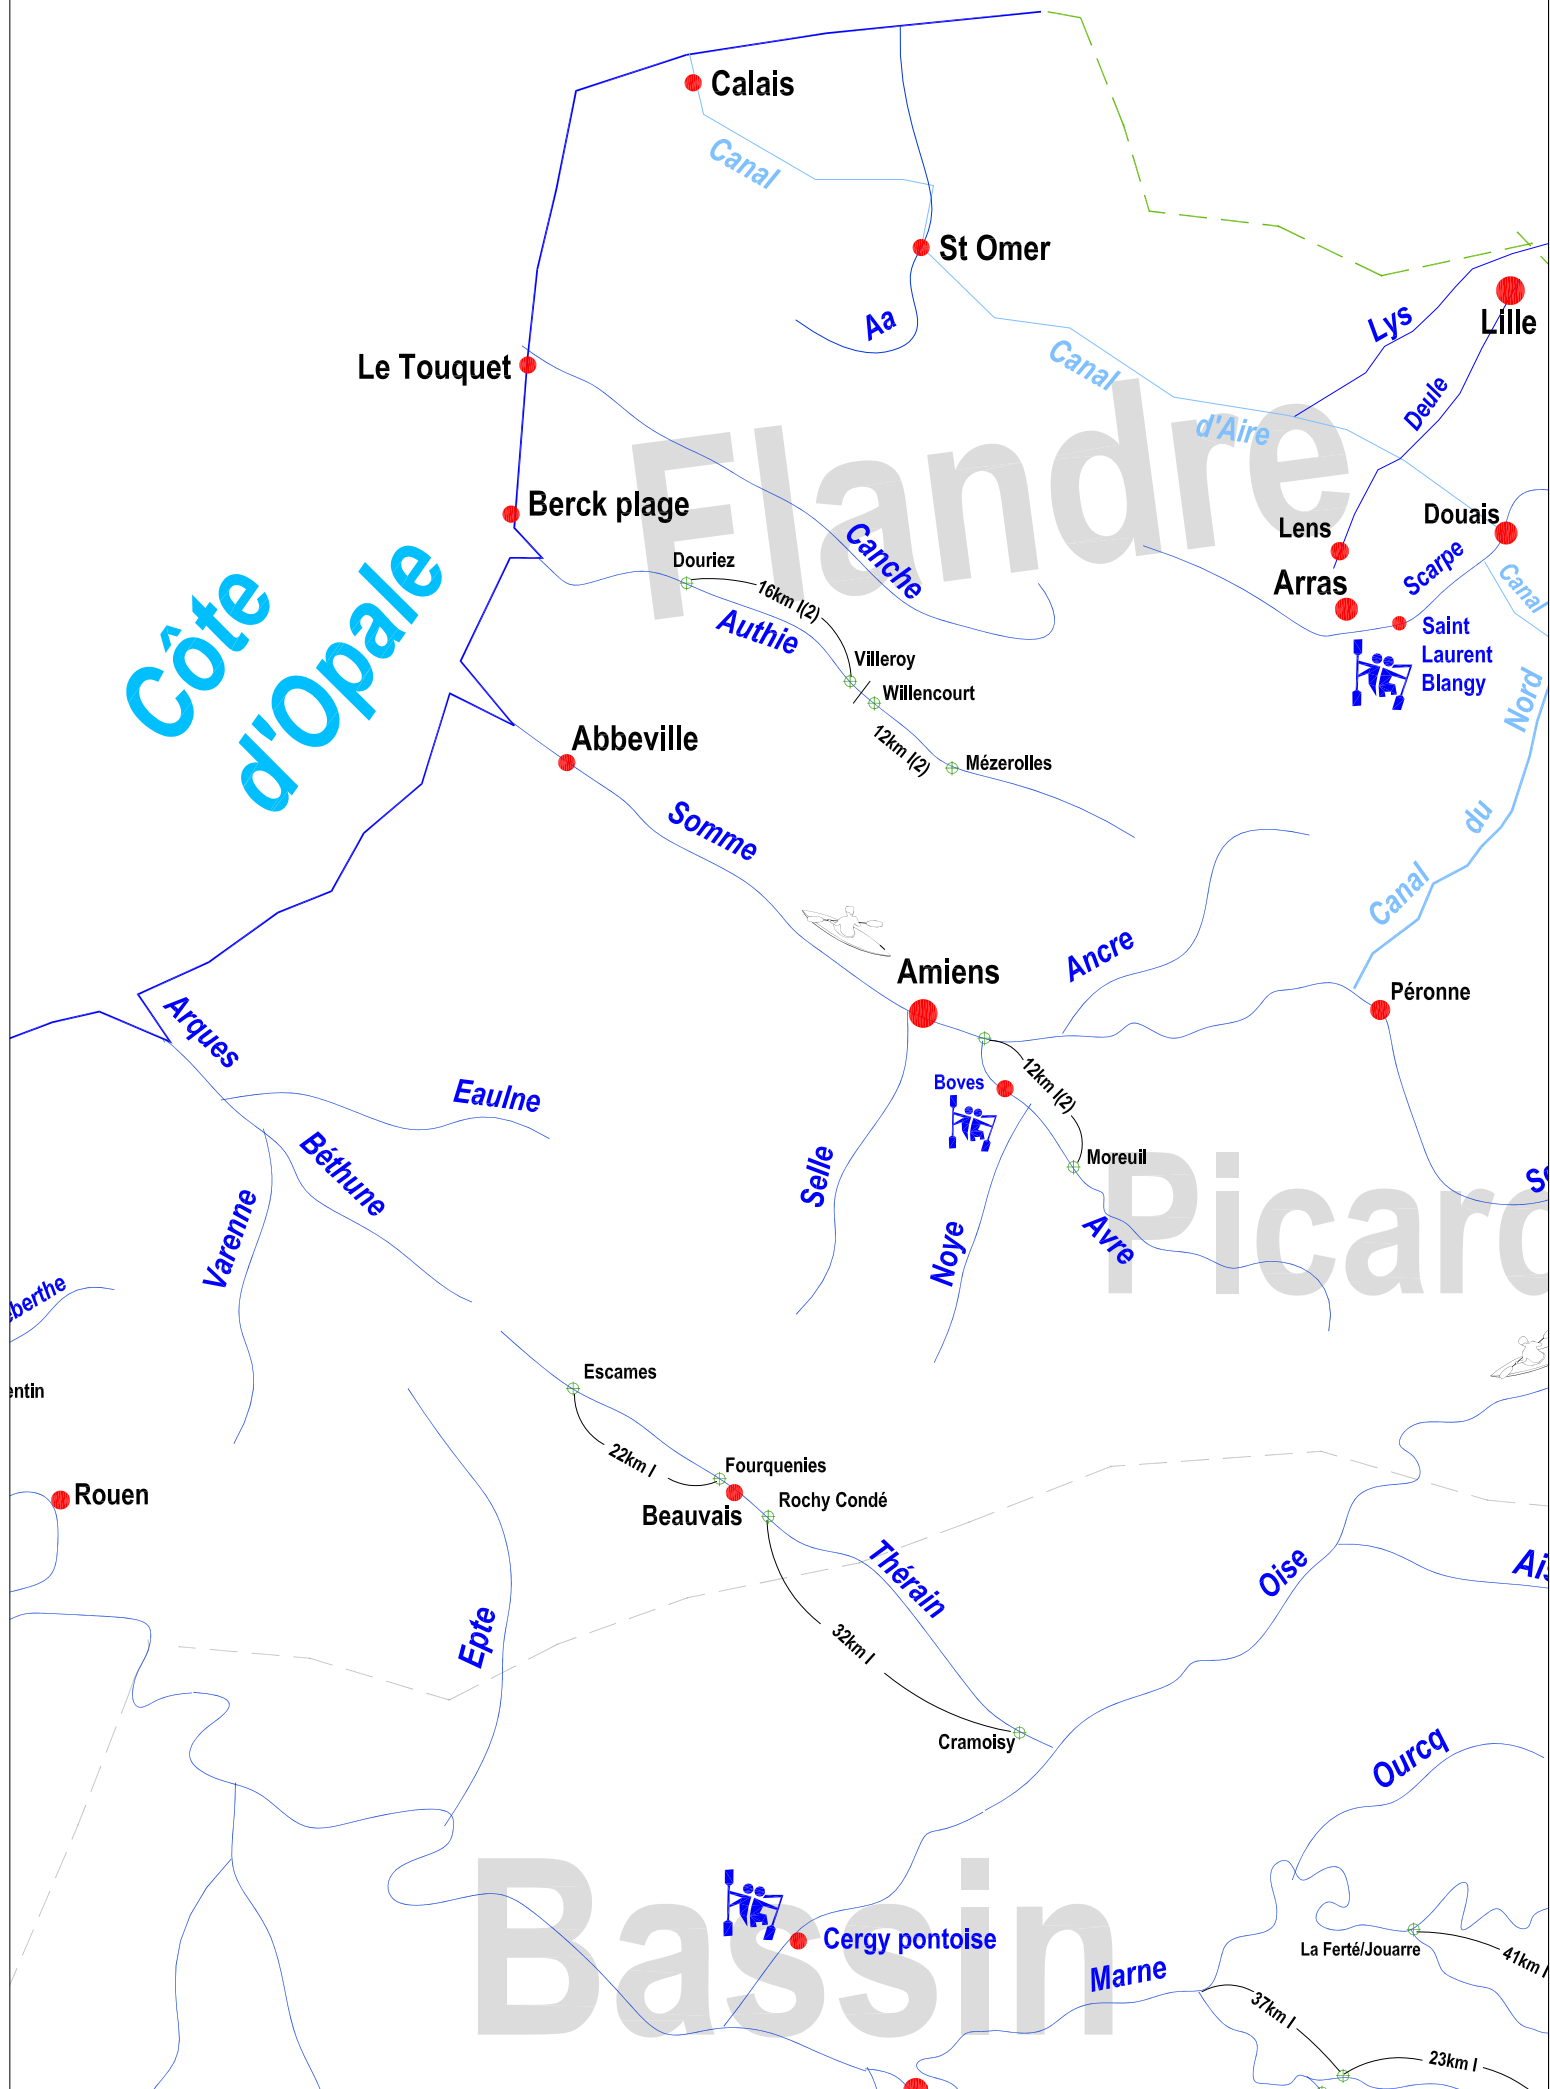 Calais
Canal
St Omer
Aa
Lys
Lille
Le Touquet
Canal
d'Aire
Deule
Flandre
Berck plage
Canche
Lens
Douais
Scarpe
Canal
Côte
d'Opale
Douriez
16km I(2)
Authie
Arras
Saint
Laurent
Blangy
Villeroy
Willencourt
Nord
12km I(2)
Mézerolles
Abbeville
Somme
du
Canal
Ancre
Amiens
Péronne
Arques
Eaulne
12km I(2)
Boves
Béthune
Selle
Moreuil
Picard
Varenne
Noye
Avre
berthe
Escames
entin
22km I
Fourquenies
Rouen
Rochy Condé
Beauvais
Thérain
Oise
Epte
32km I
Cramoisy
Ourcq
Bassin
Cergy pontoise
La Ferté/Jouarre
41km I
Marne
37km I
23km I